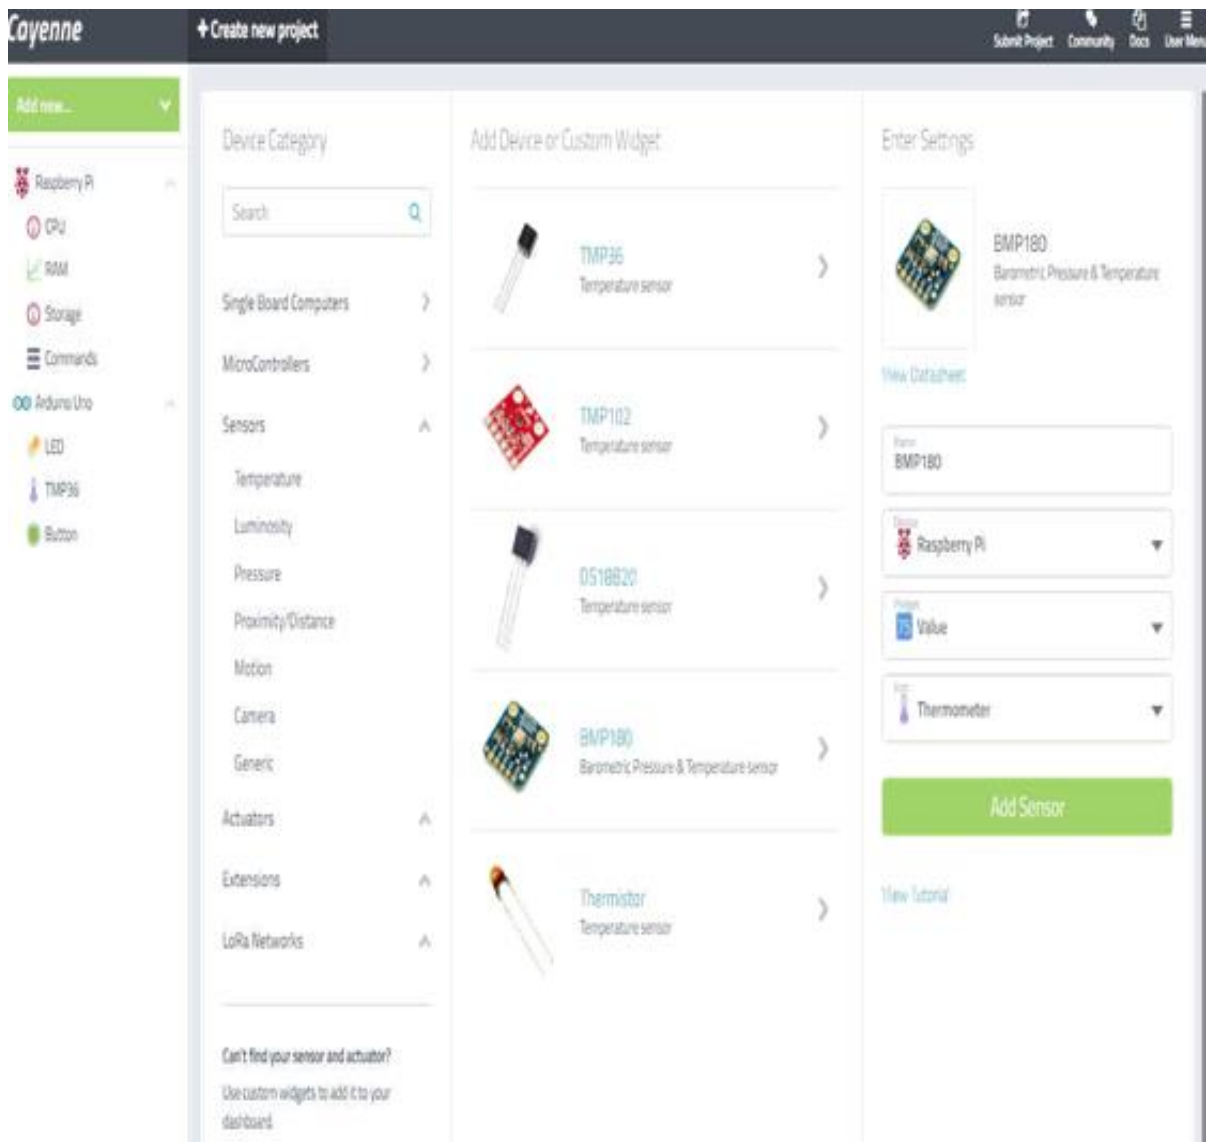 Cayenne
+ Create new project
Submit Project
Community
Docs
User Menu
Add new...
Raspberry Pi
CPU
RAM
Storage
Commands
Arduino Uno
LED
TMP36
Button
Device Category
Search
Single Board Computers
MicroControllers
Sensors
Temperature
Luminosity
Pressure
Proximity/Distance
Motion
Camera
Generic
Actuators
Extensions
LoRa Networks
Can't find your sensor and actuator?
Use custom widgets to add it to your
dashboard.
Add Device or Custom Widget
TMP36
Temperature sensor
TMP102
Temperature sensor
DS18B20
Temperature sensor
BMP180
Barometric Pressure & Temperature sensor
Thermistor
Temperature sensor
Enter Settings
BMP180
Barometric Pressure & Temperature
sensor
View Datasheet
Name
BMP180
Device
Raspberry Pi
Widget
75 Value
Icon
Thermometer
Add Sensor
View Tutorial